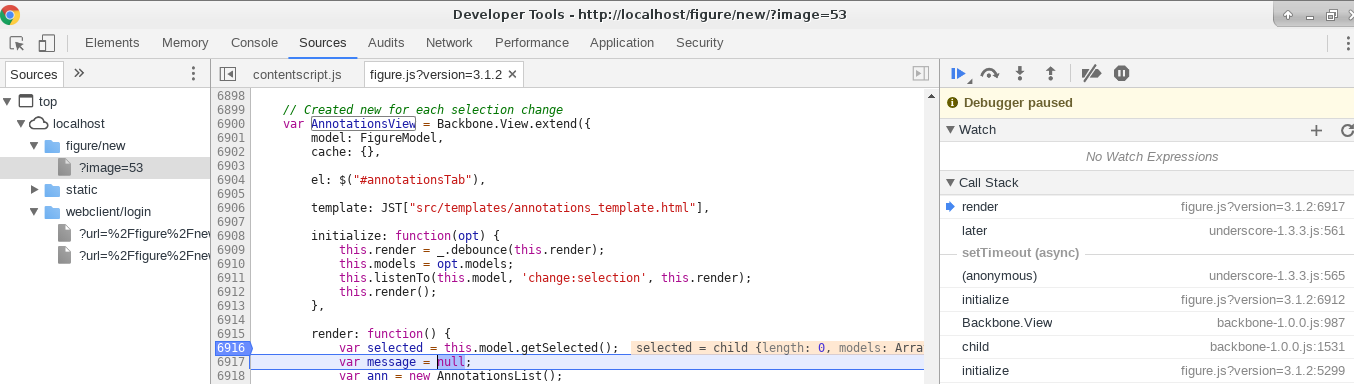 Developer Tools - http://localhost/figure/new/?image=53
Elements Memory Console Sources Audits Network Performance Application Security
Sources »
contentscript.js figure.js?version=3.1.2 ×
top
localhost
figure/new
?image=53
static
webclient/login
?url=%2Ffigure%2Fnew
?url=%2Ffigure%2Fnew
6898
6899 // Created new for each selection change
6900 var AnnotationsView = Backbone.View.extend({
6901 model: FigureModel,
6902 cache: {},
6903
6904 el: $("#annotationsTab"),
6905
6906 template: JST["src/templates/annotations_template.html"],
6907
6908 initialize: function(opt) {
6909 this.render = _.debounce(this.render);
6910 this.models = opt.models;
6911 this.listenTo(this.model, 'change:selection', this.render);
6912 this.render();
6913 },
6914
6915 render: function() {
6916 var selected = this.model.getSelected(); selected = child {length: 0, models: Arra
6917 var message = null;
6918 var ann = new AnnotationsList();
Debugger paused
Watch
No Watch Expressions
Call Stack
render figure.js?version=3.1.2:6917
later underscore-1.3.3.js:561
setTimeout (async)
(anonymous) underscore-1.3.3.js:565
initialize figure.js?version=3.1.2:6912
Backbone.View backbone-1.0.0.js:987
child backbone-1.0.0.js:1531
initialize figure.js?version=3.1.2:5299